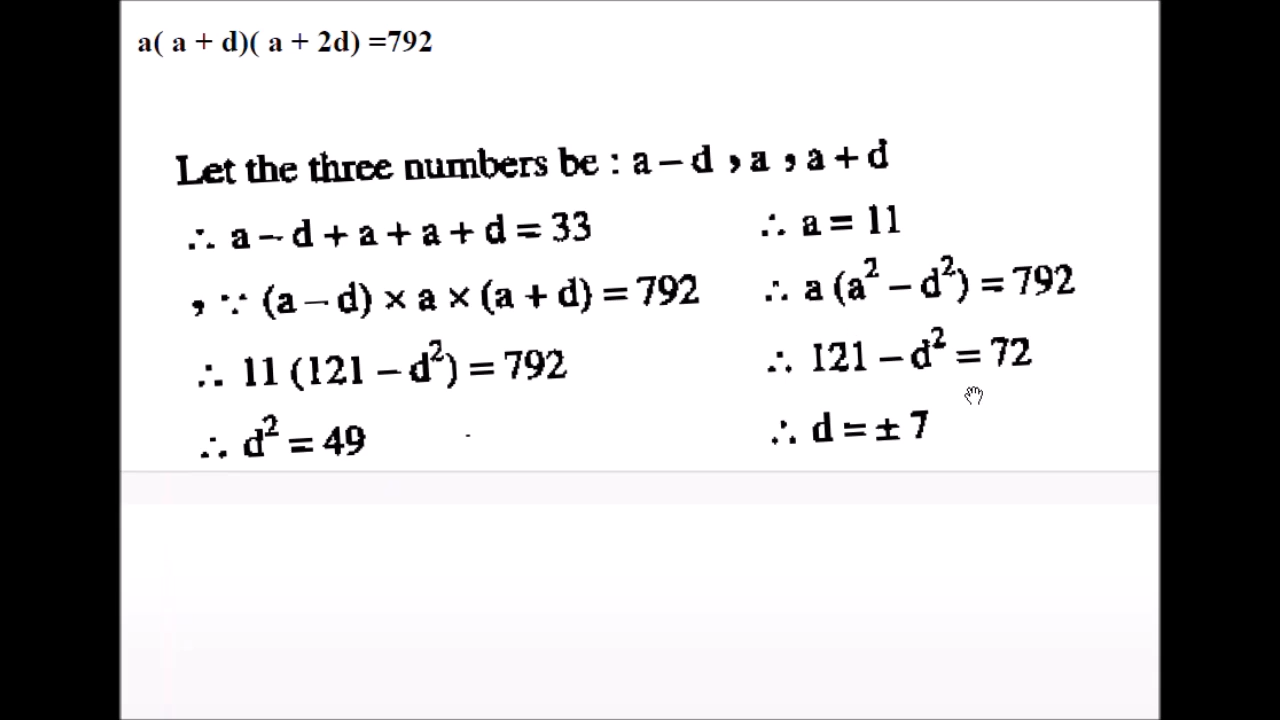 a( a + d)( a + 2d) =792
Let the three numbers be : a – d , a , a + d
∴ a – d + a + a + d = 33 ∴ a = 11
, ∵ (a – d) × a × (a + d) = 792 ∴ a (a² – d²) = 792
∴ 11 (121 – d²) = 792 ∴ 121 – d² = 72
∴ d² = 49 ∴ d = ± 7